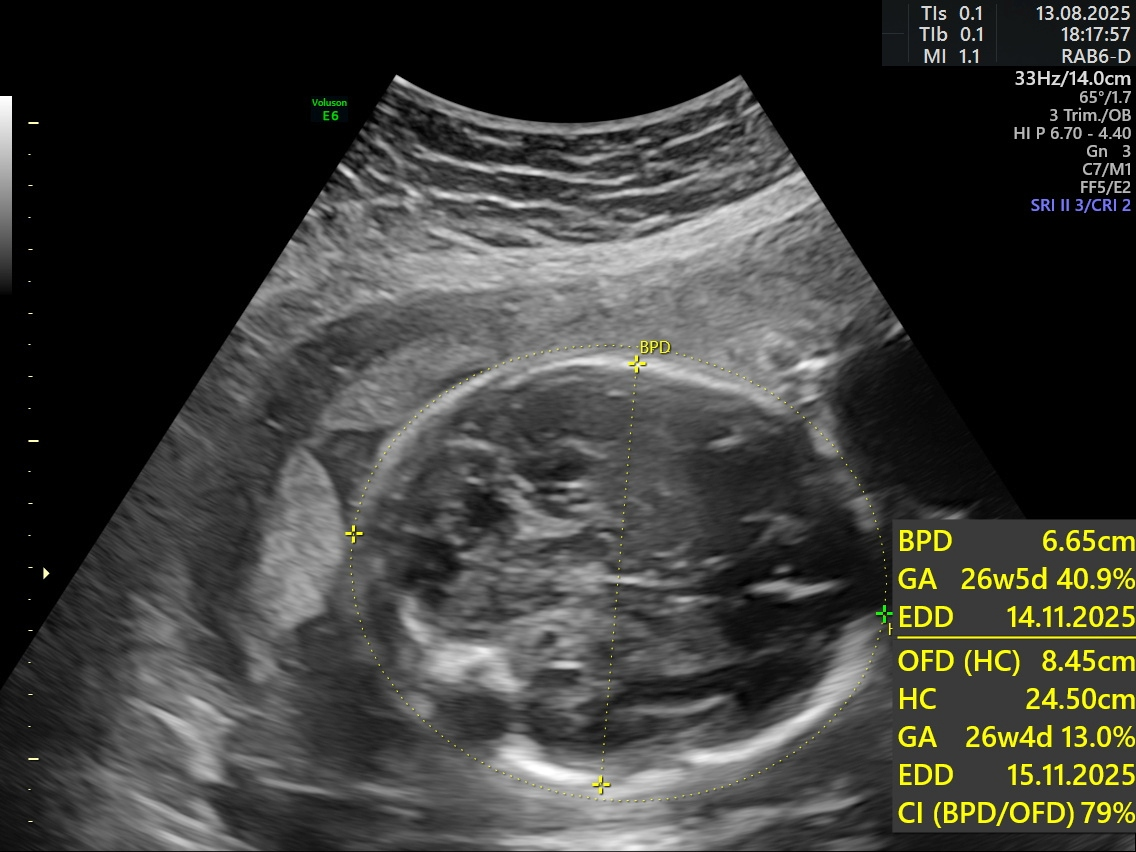 TIs 0.1 13.08.2025
TIb 0.1 18:17:57
MI 1.1 RAB6-D
33Hz/14.0cm
65°/1.7
3 Trim./OB
HI P 6.70 - 4.40
Gn 3
C7/M1
FF5/E2
SRI II 3/CRI 2
Voluson
E6
BPD
BPD 6.65cm
GA 26w5d 40.9%
EDD 14.11.2025
OFD (HC) 8.45cm
HC 24.50cm
GA 26w4d 13.0%
EDD 15.11.2025
CI (BPD/OFD) 79%